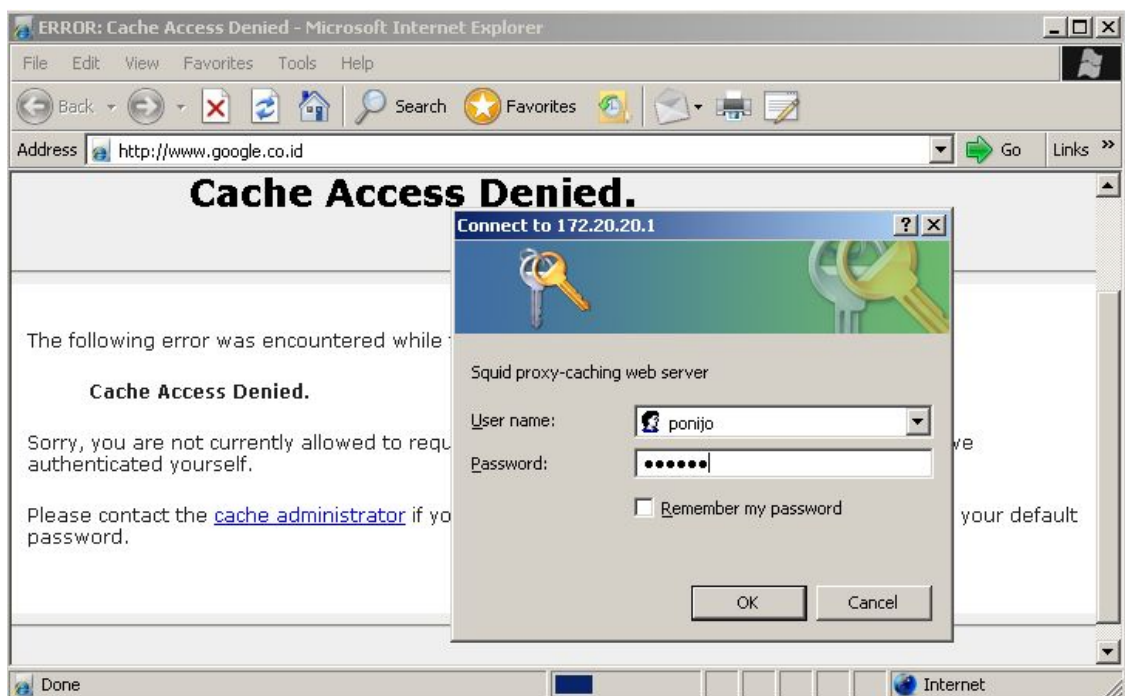 ERROR: Cache Access Denied - Microsoft Internet Explorer
File Edit View Favorites Tools Help
Back Search Favorites
Address http://www.google.co.id Go Links »
Cache Access Denied.
Connect to 172.20.20.1
The following error was encountered while
Squid proxy-caching web server
Cache Access Denied.
User name: ponijo
Sorry, you are not currently allowed to requ
authenticated yourself.
Password: ●●●●●●
Remember my password
Please contact the cache administrator if yo your default
password.
OK Cancel
Done Internet